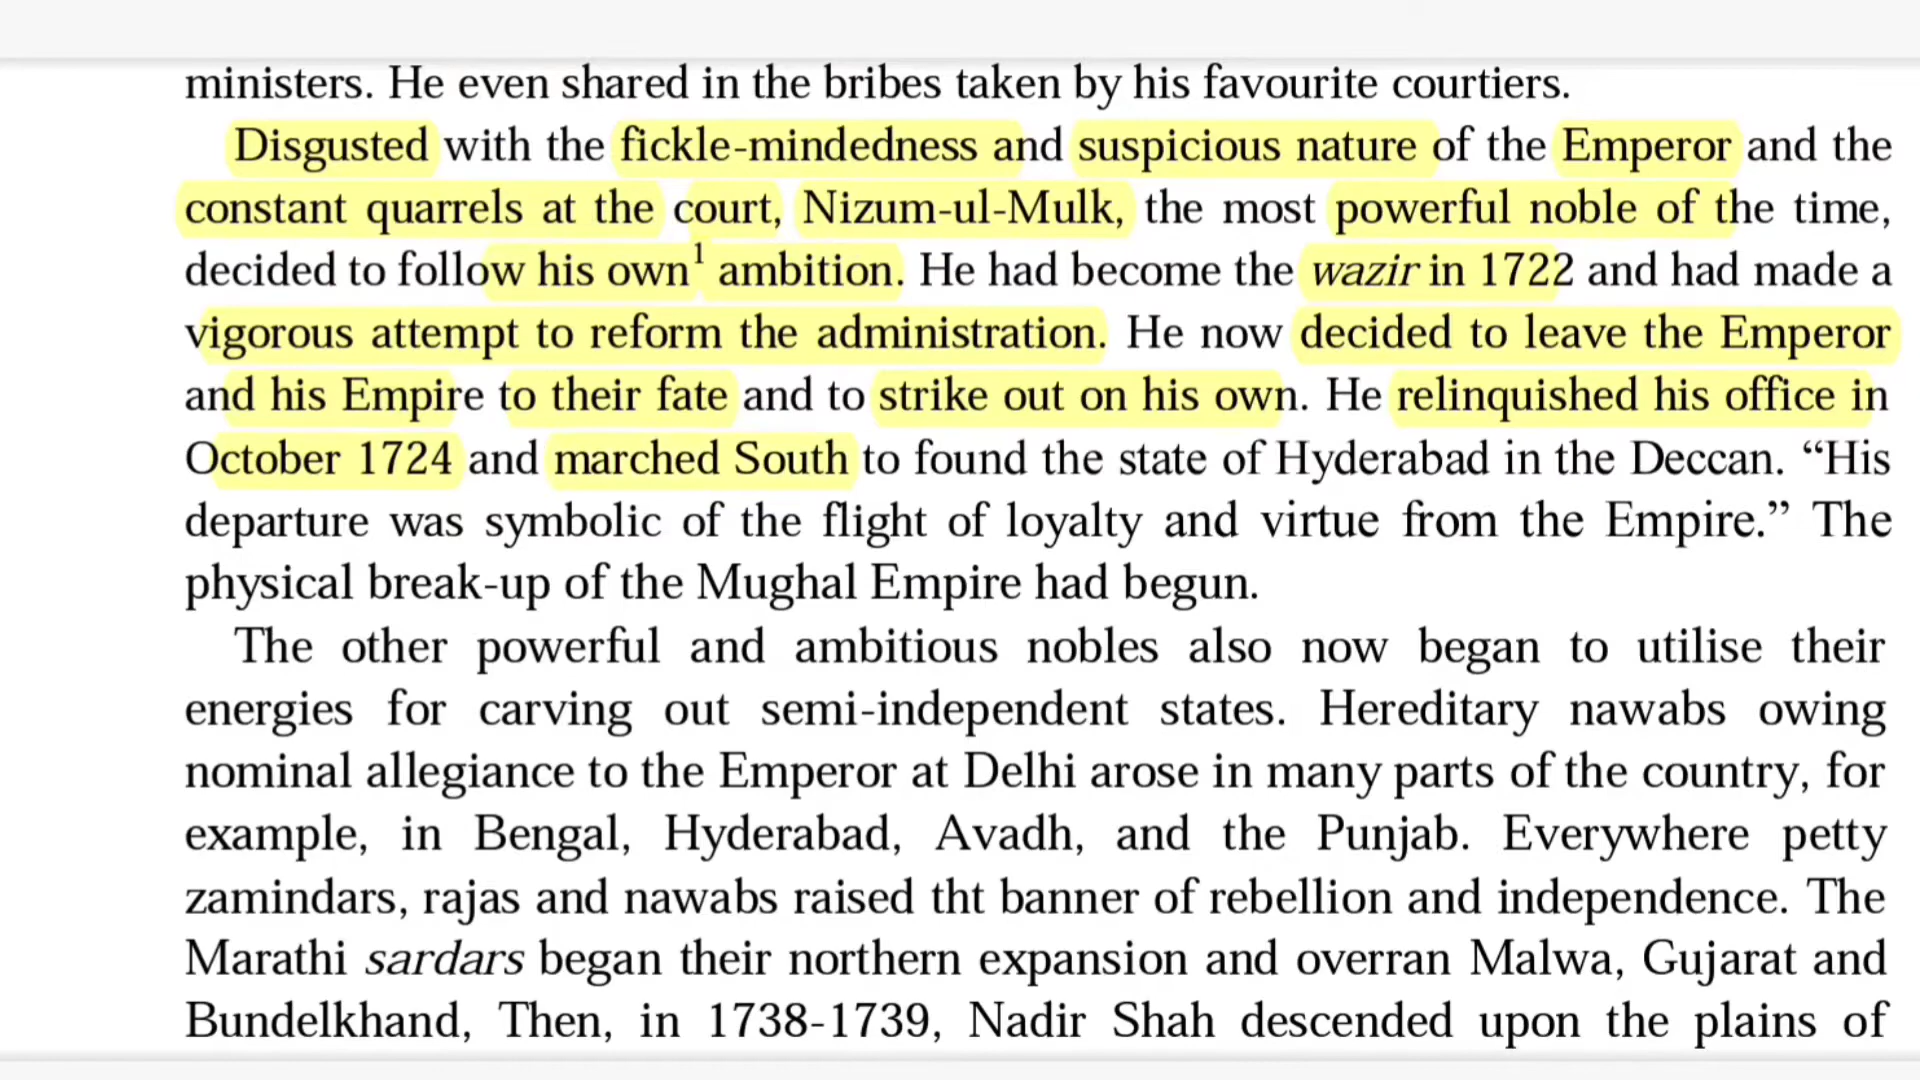 ministers. He even shared in the bribes taken by his favourite courtiers.
Disgusted with the fickle-mindedness and suspicious nature of the Emperor and the
constant quarrels at the court, Nizum-ul-Mulk, the most powerful noble of the time,
decided to follow his own¹ ambition. He had become the wazir in 1722 and had made a
vigorous attempt to reform the administration. He now decided to leave the Emperor
and his Empire to their fate and to strike out on his own. He relinquished his office in
October 1724 and marched South to found the state of Hyderabad in the Deccan. “His
departure was symbolic of the flight of loyalty and virtue from the Empire.” The
physical break-up of the Mughal Empire had begun.
The other powerful and ambitious nobles also now began to utilise their
energies for carving out semi-independent states. Hereditary nawabs owing
nominal allegiance to the Emperor at Delhi arose in many parts of the country, for
example, in Bengal, Hyderabad, Avadh, and the Punjab. Everywhere petty
zamindars, rajas and nawabs raised tht banner of rebellion and independence. The
Marathi sardars began their northern expansion and overran Malwa, Gujarat and
Bundelkhand, Then, in 1738-1739, Nadir Shah descended upon the plains of